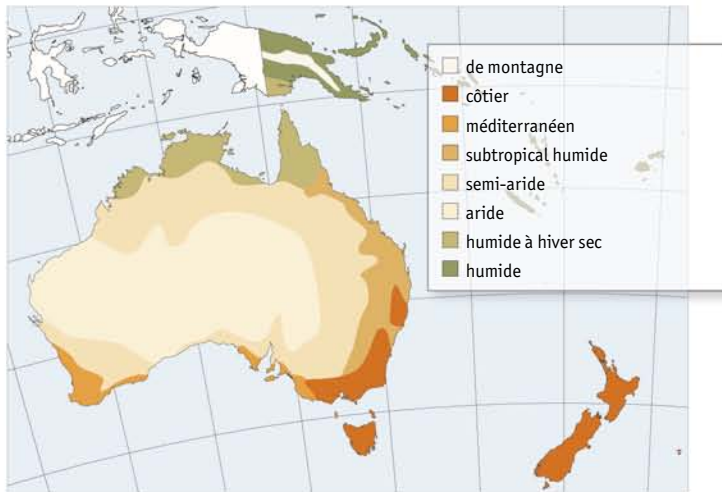 de montagne
côtier
méditerranéen
subtropical humide
semi-aride
aride
humide à hiver sec
humide